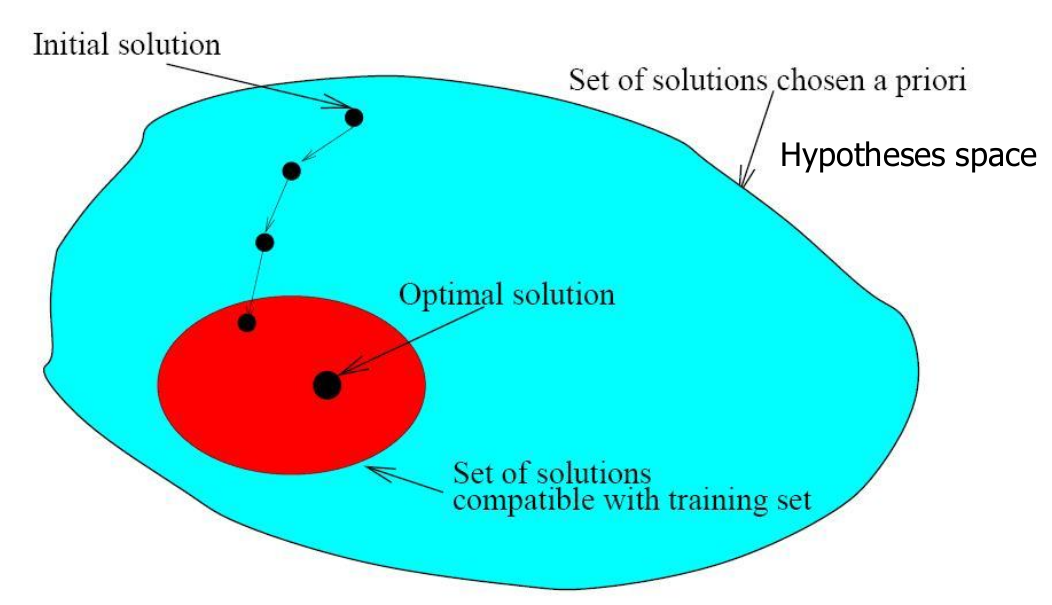 Initial solution
Set of solutions chosen a priori
Hypotheses space
Optimal solution
Set of solutions
compatible with training set